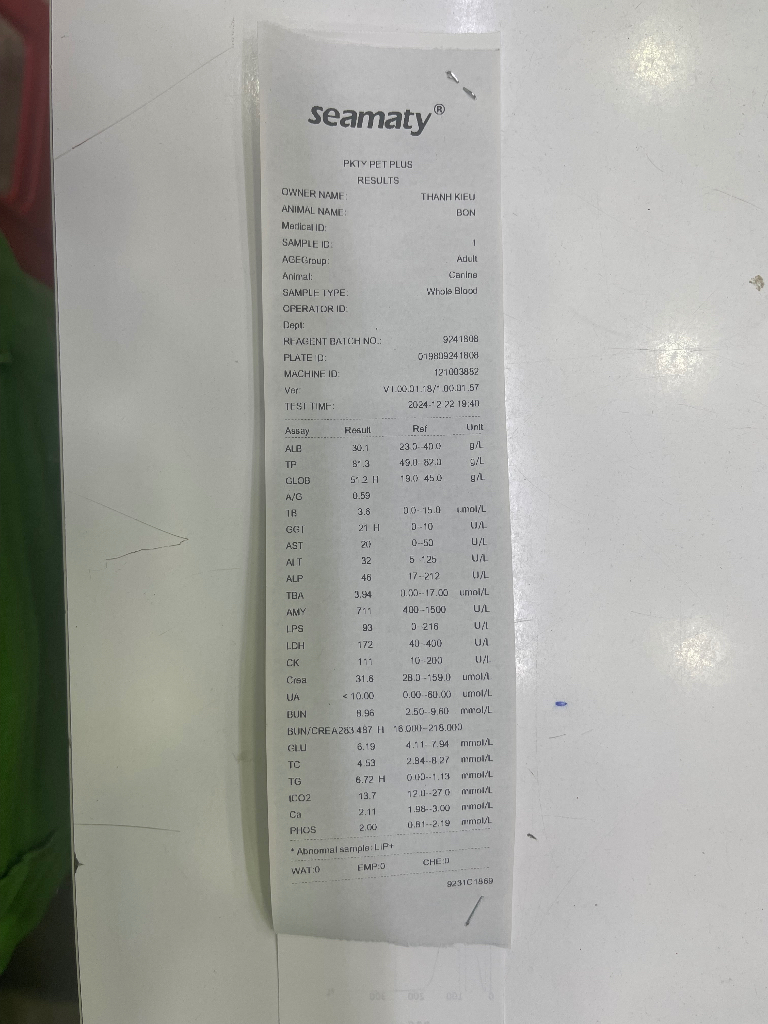 seamaty®
PKTY PET PLUS
RESULTS
OWNER NAME: THANH KIEU
ANIMAL NAME: BON
Medical ID:
SAMPLE ID: 1
AGEGroup: Adult
Animal: Canine
SAMPLE TYPE: Whole Blood
OPERATOR ID:
Dept:
REAGENT BATCH NO.: 9241808
PLATE ID: 019809241808
MACHINE ID: 121003852
Ver: V1.00.01.18/1.00.01.57
TEST TIME: 2024-12-22 19:40
Assay Result Ref Unit
ALB 30.1 23.0--40.0 g/L
TP 81.3 49.0--82.0 g/L
GLOB 51.2 H 19.0--45.0 g/L
A/G 0.59
TB 3.6 0.0--15.0 umol/L
GGT 21 H 0--10 U/L
AST 20 0--50 U/L
ALT 32 5--125 U/L
ALP 46 17--212 U/L
TBA 3.94 0.00--17.00 umol/L
AMY 711 400--1500 U/L
LPS 93 0--216 U/L
LDH 172 40--400 U/l
CK 111 10--200 U/L
Crea 31.6 28.0--159.0 umol/L
UA < 10.00 0.00--60.00 umol/L
BUN 8.96 2.50--9.60 mmol/L
BUN/CREA 283.487 H 16.000--218.000
GLU 6.19 4.11--7.94 mmol/L
TC 4.53 2.84--8.27 mmol/L
TG 6.72 H 0.00--1.13 mmol/L
tCO2 13.7 12.0--27.0 mmol/L
Ca 2.11 1.98--3.00 mmol/L
PHOS 2.00 0.81--2.19 mmol/L
* Abnormal sample: LIP+
WAT:0 EMP:0 CHE:0